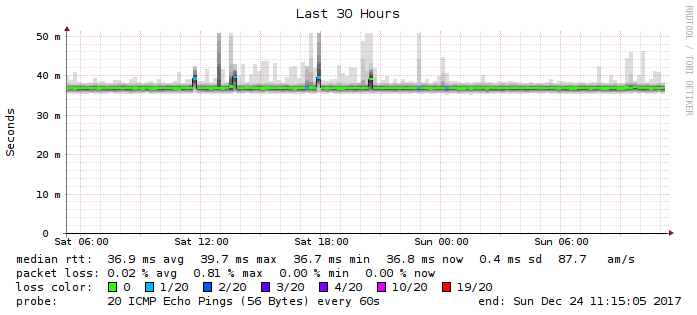 Last 30 Hours
RRDTOOL / TOBI OETIKER
Seconds
50 m
40 m
30 m
20 m
10 m
0
Sat 06:00 Sat 12:00 Sat 18:00 Sun 00:00 Sun 06:00
median rtt: 36.9 ms avg 39.7 ms max 36.7 ms min 36.8 ms now 0.4 ms sd 87.7 am/s
packet loss: 0.02 % avg 0.81 % max 0.00 % min 0.00 % now
loss color: 0 1/20 2/20 3/20 4/20 10/20 19/20
probe: 20 ICMP Echo Pings (56 Bytes) every 60s end: Sun Dec 24 11:15:05 2017